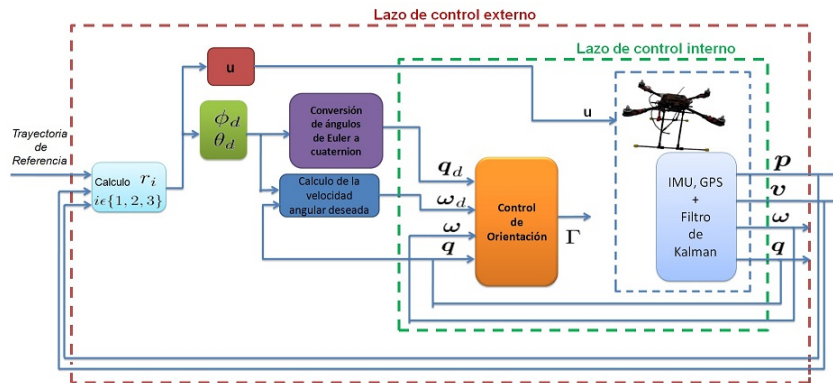 Lazo de control externo
Lazo de control interno
u
u
Trayectoria
de
Referencia
Calculo r_i
iϵ{1, 2, 3}
ϕ_d
θ_d
Conversión
de ángulos
de Euler a
cuaternion
Calculo de la
velocidad
angular deseada
q_d
ω_d
ω
q
Control
de
Orientación
Γ
IMU, GPS
+
Filtro
de
Kalman
p
v
ω
q